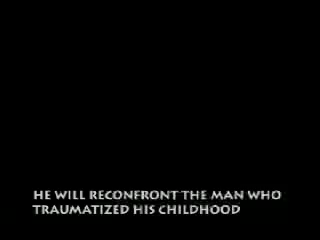 HE WILL RECONFRONT THE MAN WHO
TRAUMATIZED HIS CHILDHOOD